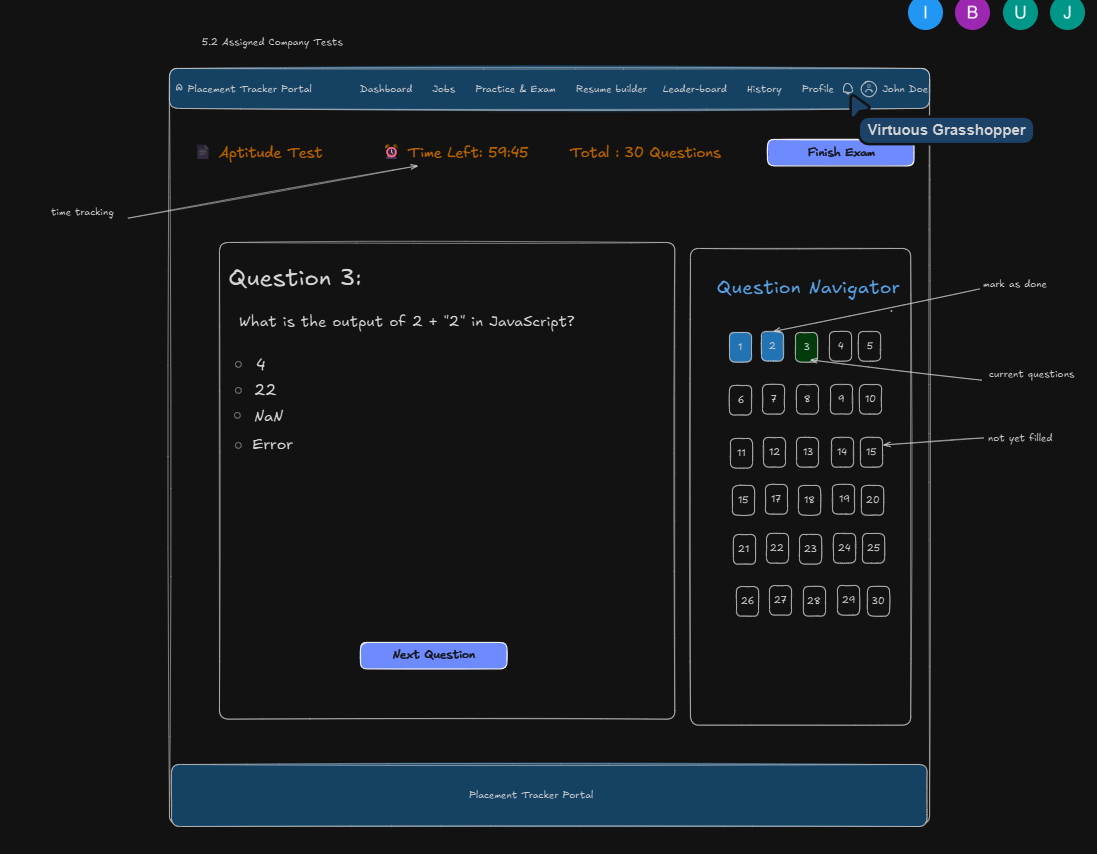 I B U J
5.2 Assigned Company Tests
Placement Tracker Portal Dashboard Jobs Practice & Exam Resume builder Leader-board History Profile John Doe
Virtuous Grasshopper
Aptitude Test Time Left: 59:45 Total : 30 Questions Finish Exam
time tracking
Question 3:
What is the output of 2 + "2" in JavaScript?
4
22
NaN
Error
Next Question
Question Navigator
mark as done
1 2 3 4 5
current questions
6 7 8 9 10
not yet filled
11 12 13 14 15
15 17 18 19 20
21 22 23 24 25
26 27 28 29 30
Placement Tracker Portal